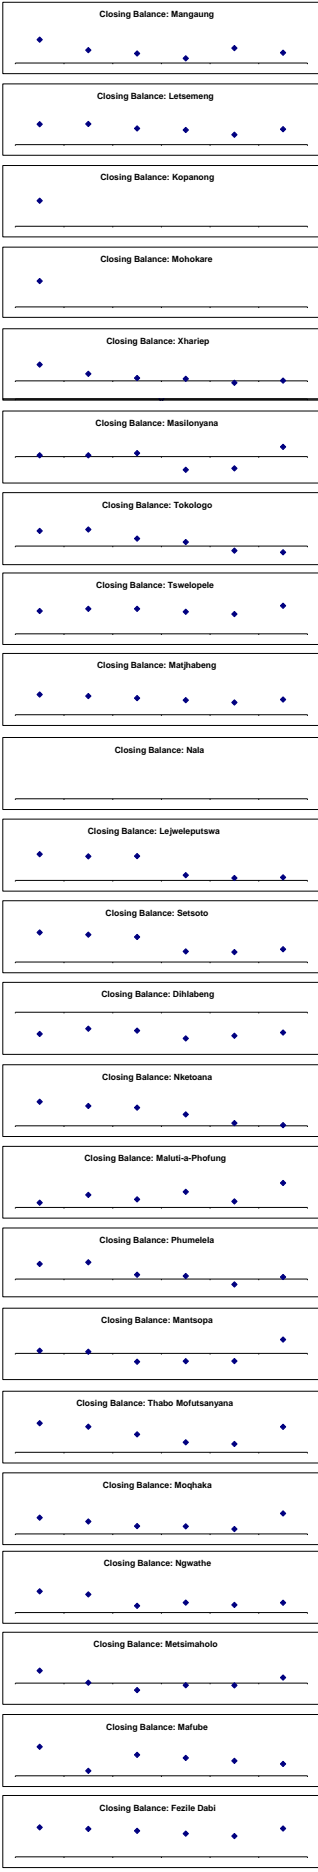 Closing Balance: Mangaung
Closing Balance: Letsemeng
Closing Balance: Kopanong
Closing Balance: Mohokare
Closing Balance: Xhariep
Closing Balance: Masilonyana
Closing Balance: Tokologo
Closing Balance: Tswelopele
Closing Balance: Matjhabeng
Closing Balance: Nala
Closing Balance: Lejweleputswa
Closing Balance: Setsoto
Closing Balance: Dihlabeng
Closing Balance: Nketoana
Closing Balance: Maluti-a-Phofung
Closing Balance: Phumelela
Closing Balance: Mantsopa
Closing Balance: Thabo Mofutsanyana
Closing Balance: Moqhaka
Closing Balance: Ngwathe
Closing Balance: Metsimaholo
Closing Balance: Mafube
Closing Balance: Fezile Dabi